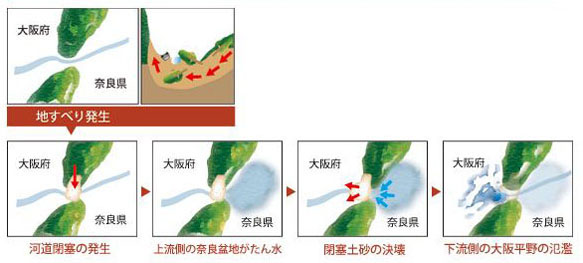 大阪府
奈良県
地すべり発生
大阪府
奈良県
河道閉塞の発生
大阪府
奈良県
上流側の奈良盆地がたん水
大阪府
奈良県
閉塞土砂の決壊
大阪府
奈良県
下流側の大阪平野の氾濫